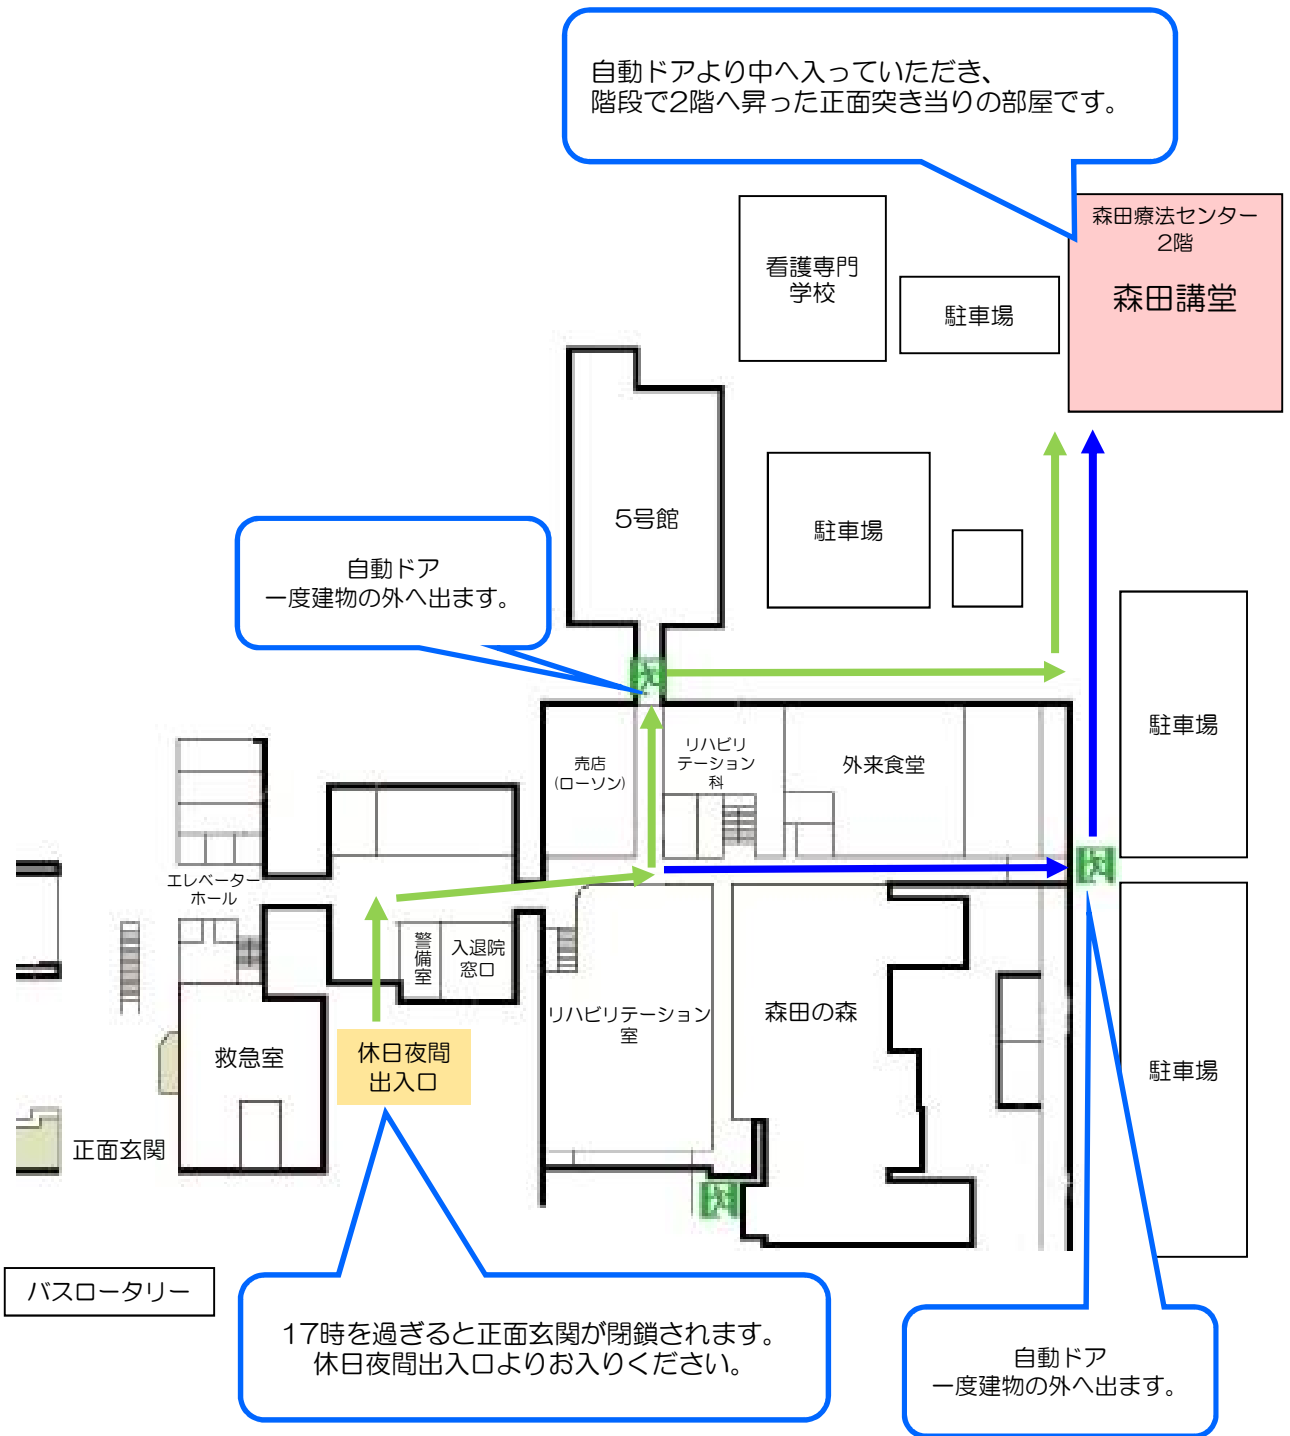 自動ドアより中へ入っていただき、
階段で2階へ昇った正面突き当りの部屋です。
森田療法センター
2階
森田講堂
看護専門
学校
駐車場
5号館
駐車場
自動ドア
一度建物の外へ出ます。
駐車場
売店
(ローソン)
リハビリ
テーション
科
外来食堂
エレベーター
ホール
警備室
入退院
窓口
リハビリテーション
室
森田の森
救急室
休日夜間
出入口
駐車場
正面玄関
バスロータリー
17時を過ぎると正面玄関が閉鎖されます。
休日夜間出入口よりお入りください。
自動ドア
一度建物の外へ出ます。